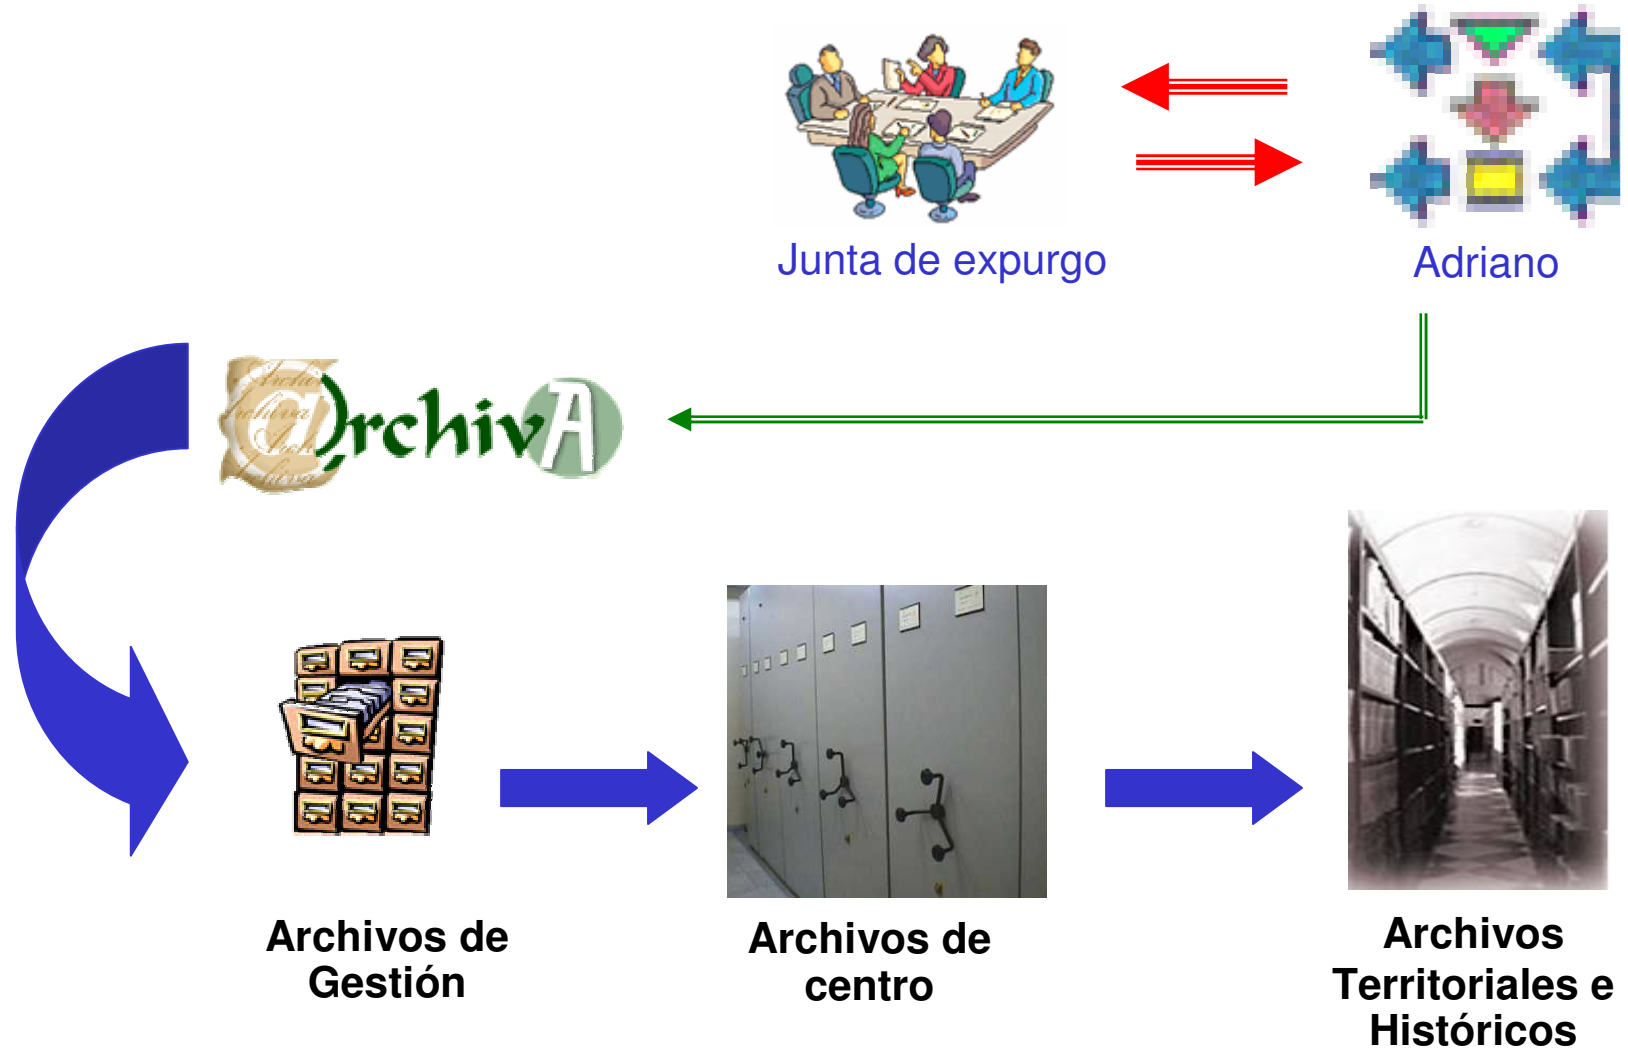 Junta de expurgo
Adriano
@rchivA
Archivos de
Gestión
Archivos de
centro
Archivos
Territoriales e
Históricos